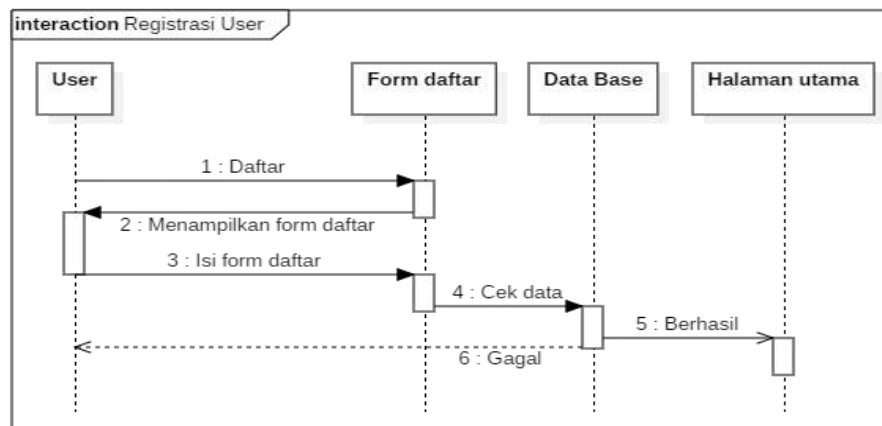 interaction Registrasi User
User
Form daftar
Data Base
Halaman utama
1 : Daftar
2 : Menampilkan form daftar
3 : Isi form daftar
4 : Cek data
5 : Berhasil
6 : Gagal